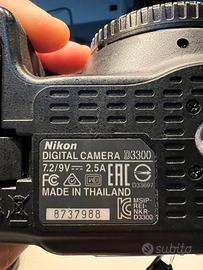 Nikon
DIGITAL CAMERA D3300
7.2/9V ⎓ 2.5A
D33697
MADE IN THAILAND
8737988
MSIP-
REI-
NKR-
D3300
subito